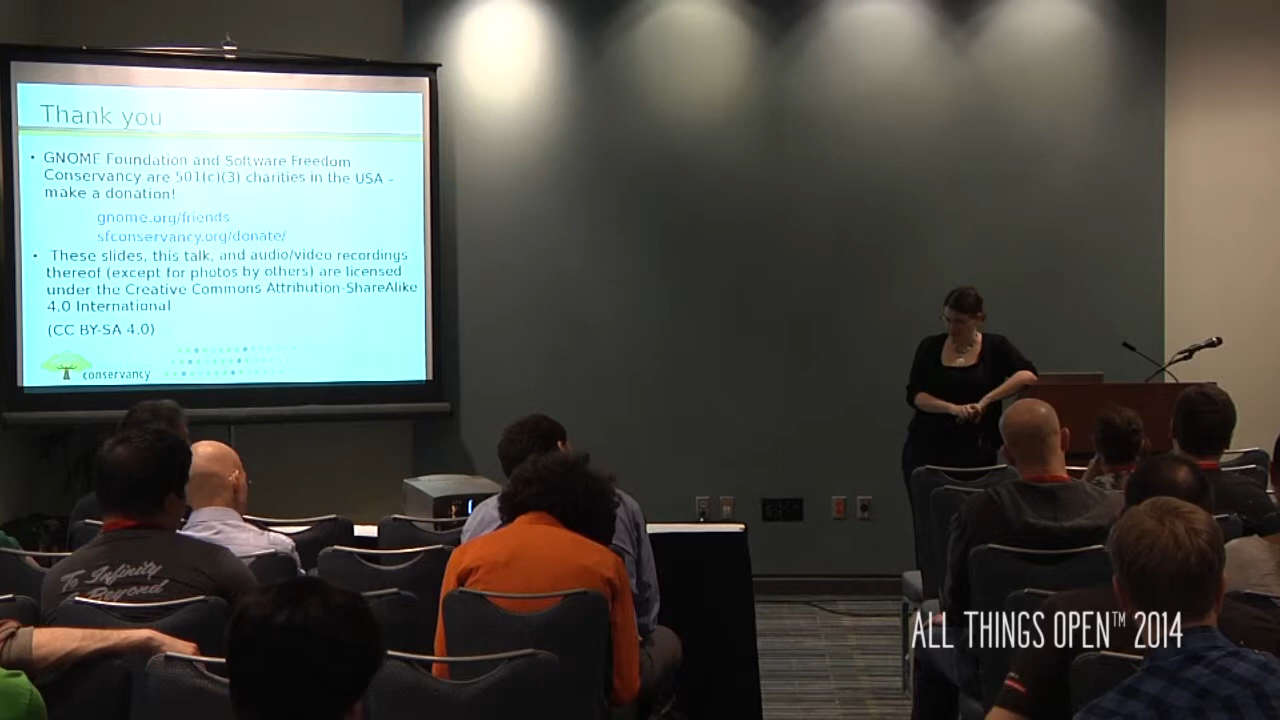 Thank you
• GNOME Foundation and Software Freedom
Conservancy are 501(c)(3) charities in the USA –
make a donation!
gnome.org/friends
sfconservancy.org/donate/
• These slides, this talk, and audio/video recordings
thereof (except for photos by others) are licensed
under the Creative Commons Attribution-ShareAlike
4.0 International
(CC BY-SA 4.0)
conservancy
To Infinity
Beyond
ALL THINGS OPEN™ 2014